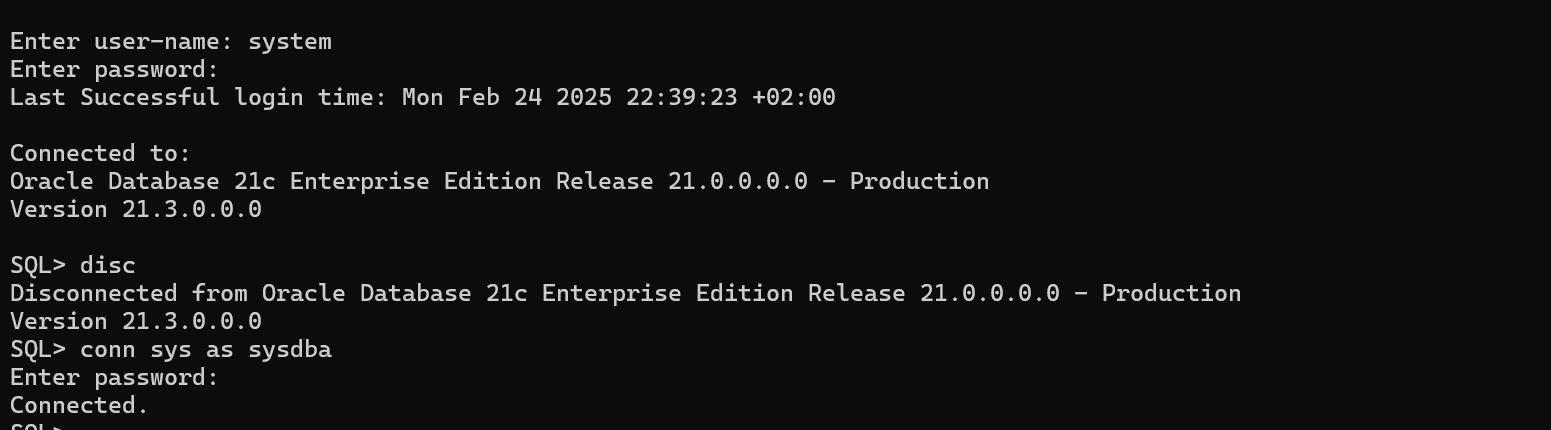 Enter user-name: system
Enter password:
Last Successful login time: Mon Feb 24 2025 22:39:23 +02:00
Connected to:
Oracle Database 21c Enterprise Edition Release 21.0.0.0.0 - Production
Version 21.3.0.0.0
SQL> disc
Disconnected from Oracle Database 21c Enterprise Edition Release 21.0.0.0.0 - Production
Version 21.3.0.0.0
SQL> conn sys as sysdba
Enter password:
Connected.
SQL>